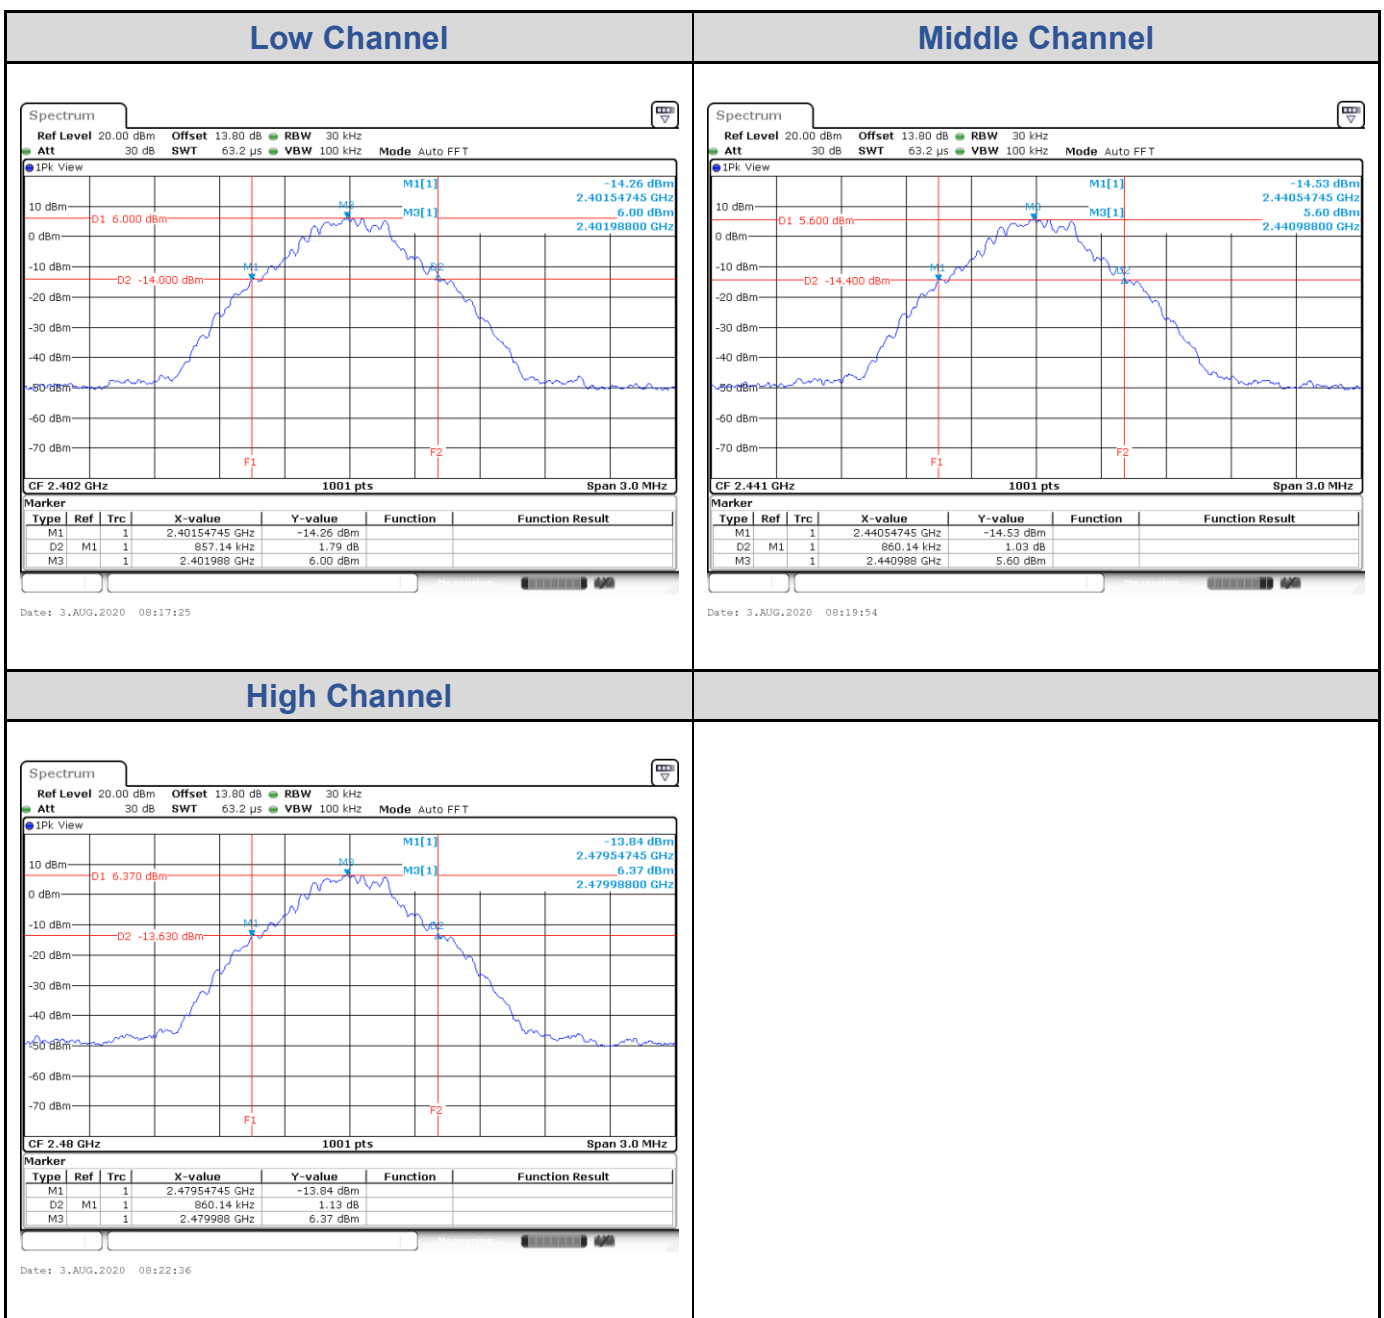 Low Channel
Middle Channel
Spectrum
Ref Level 20.00 dBm Offset 13.80 dB RBW 30 kHz
Att 30 dB SWT 63.2 µs VBW 100 kHz Mode Auto FFT
1Pk View
M1[1] -14.26 dBm
2.40154745 GHz
M3[1] 6.00 dBm
2.40198800 GHz
10 dBm
D1 6.000 dBm
M3
0 dBm
-10 dBm
M1
D2
D2 -14.000 dBm
-20 dBm
-30 dBm
-40 dBm
-50 dBm
-60 dBm
-70 dBm
F1
F2
CF 2.402 GHz 1001 pts Span 3.0 MHz
Marker
Type Ref Trc X-value Y-value Function Function Result
M1 1 2.40154745 GHz -14.26 dBm
D2 M1 1 857.14 kHz 1.79 dB
M3 1 2.401988 GHz 6.00 dBm
Measuring
Date: 3.AUG.2020 08:17:25
Spectrum
Ref Level 20.00 dBm Offset 13.80 dB RBW 30 kHz
Att 30 dB SWT 63.2 µs VBW 100 kHz Mode Auto FFT
1Pk View
M1[1] -14.53 dBm
2.44054745 GHz
M3[1] 5.60 dBm
2.44098800 GHz
10 dBm
M3
D1 5.600 dBm
0 dBm
-10 dBm
M1
D2
D2 -14.400 dBm
-20 dBm
-30 dBm
-40 dBm
-50 dBm
-60 dBm
-70 dBm
F1
F2
CF 2.441 GHz 1001 pts Span 3.0 MHz
Marker
Type Ref Trc X-value Y-value Function Function Result
M1 1 2.44054745 GHz -14.53 dBm
D2 M1 1 860.14 kHz 1.03 dB
M3 1 2.440988 GHz 5.60 dBm
Measuring
Date: 3.AUG.2020 08:19:54
High Channel
Spectrum
Ref Level 20.00 dBm Offset 13.80 dB RBW 30 kHz
Att 30 dB SWT 63.2 µs VBW 100 kHz Mode Auto FFT
1Pk View
M1[1] -13.84 dBm
2.47954745 GHz
M3[1] 6.37 dBm
2.47998800 GHz
10 dBm
M3
D1 6.370 dBm
0 dBm
-10 dBm
M1
D2
D2 -13.630 dBm
-20 dBm
-30 dBm
-40 dBm
-50 dBm
-60 dBm
-70 dBm
F1
F2
CF 2.48 GHz 1001 pts Span 3.0 MHz
Marker
Type Ref Trc X-value Y-value Function Function Result
M1 1 2.47954745 GHz -13.84 dBm
D2 M1 1 860.14 kHz 1.13 dB
M3 1 2.479988 GHz 6.37 dBm
Measuring
Date: 3.AUG.2020 08:22:36